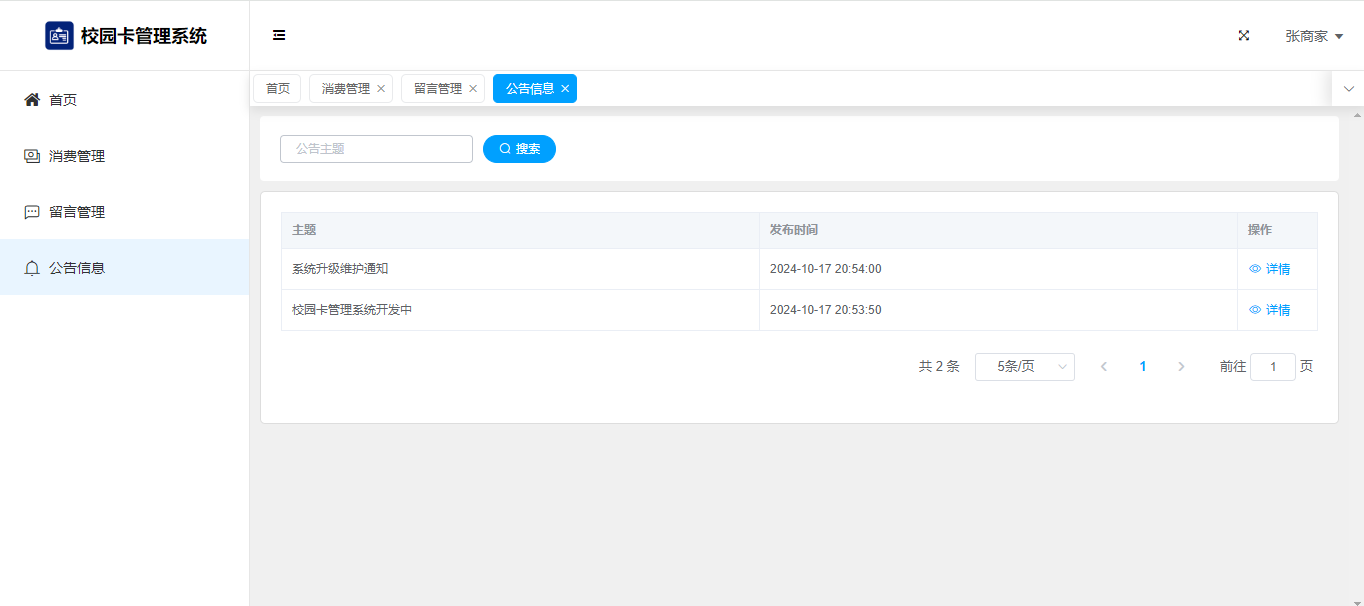 校园卡管理系统
张商家
首页
消费管理
留言管理
公告信息
首页
消费管理
留言管理
公告信息
公告主题
搜索
主题 发布时间 操作
系统升级维护通知 2024-10-17 20:54:00 详情
校园卡管理系统开发中 2024-10-17 20:53:50 详情
共 2 条 5条/页 1 前往 1 页